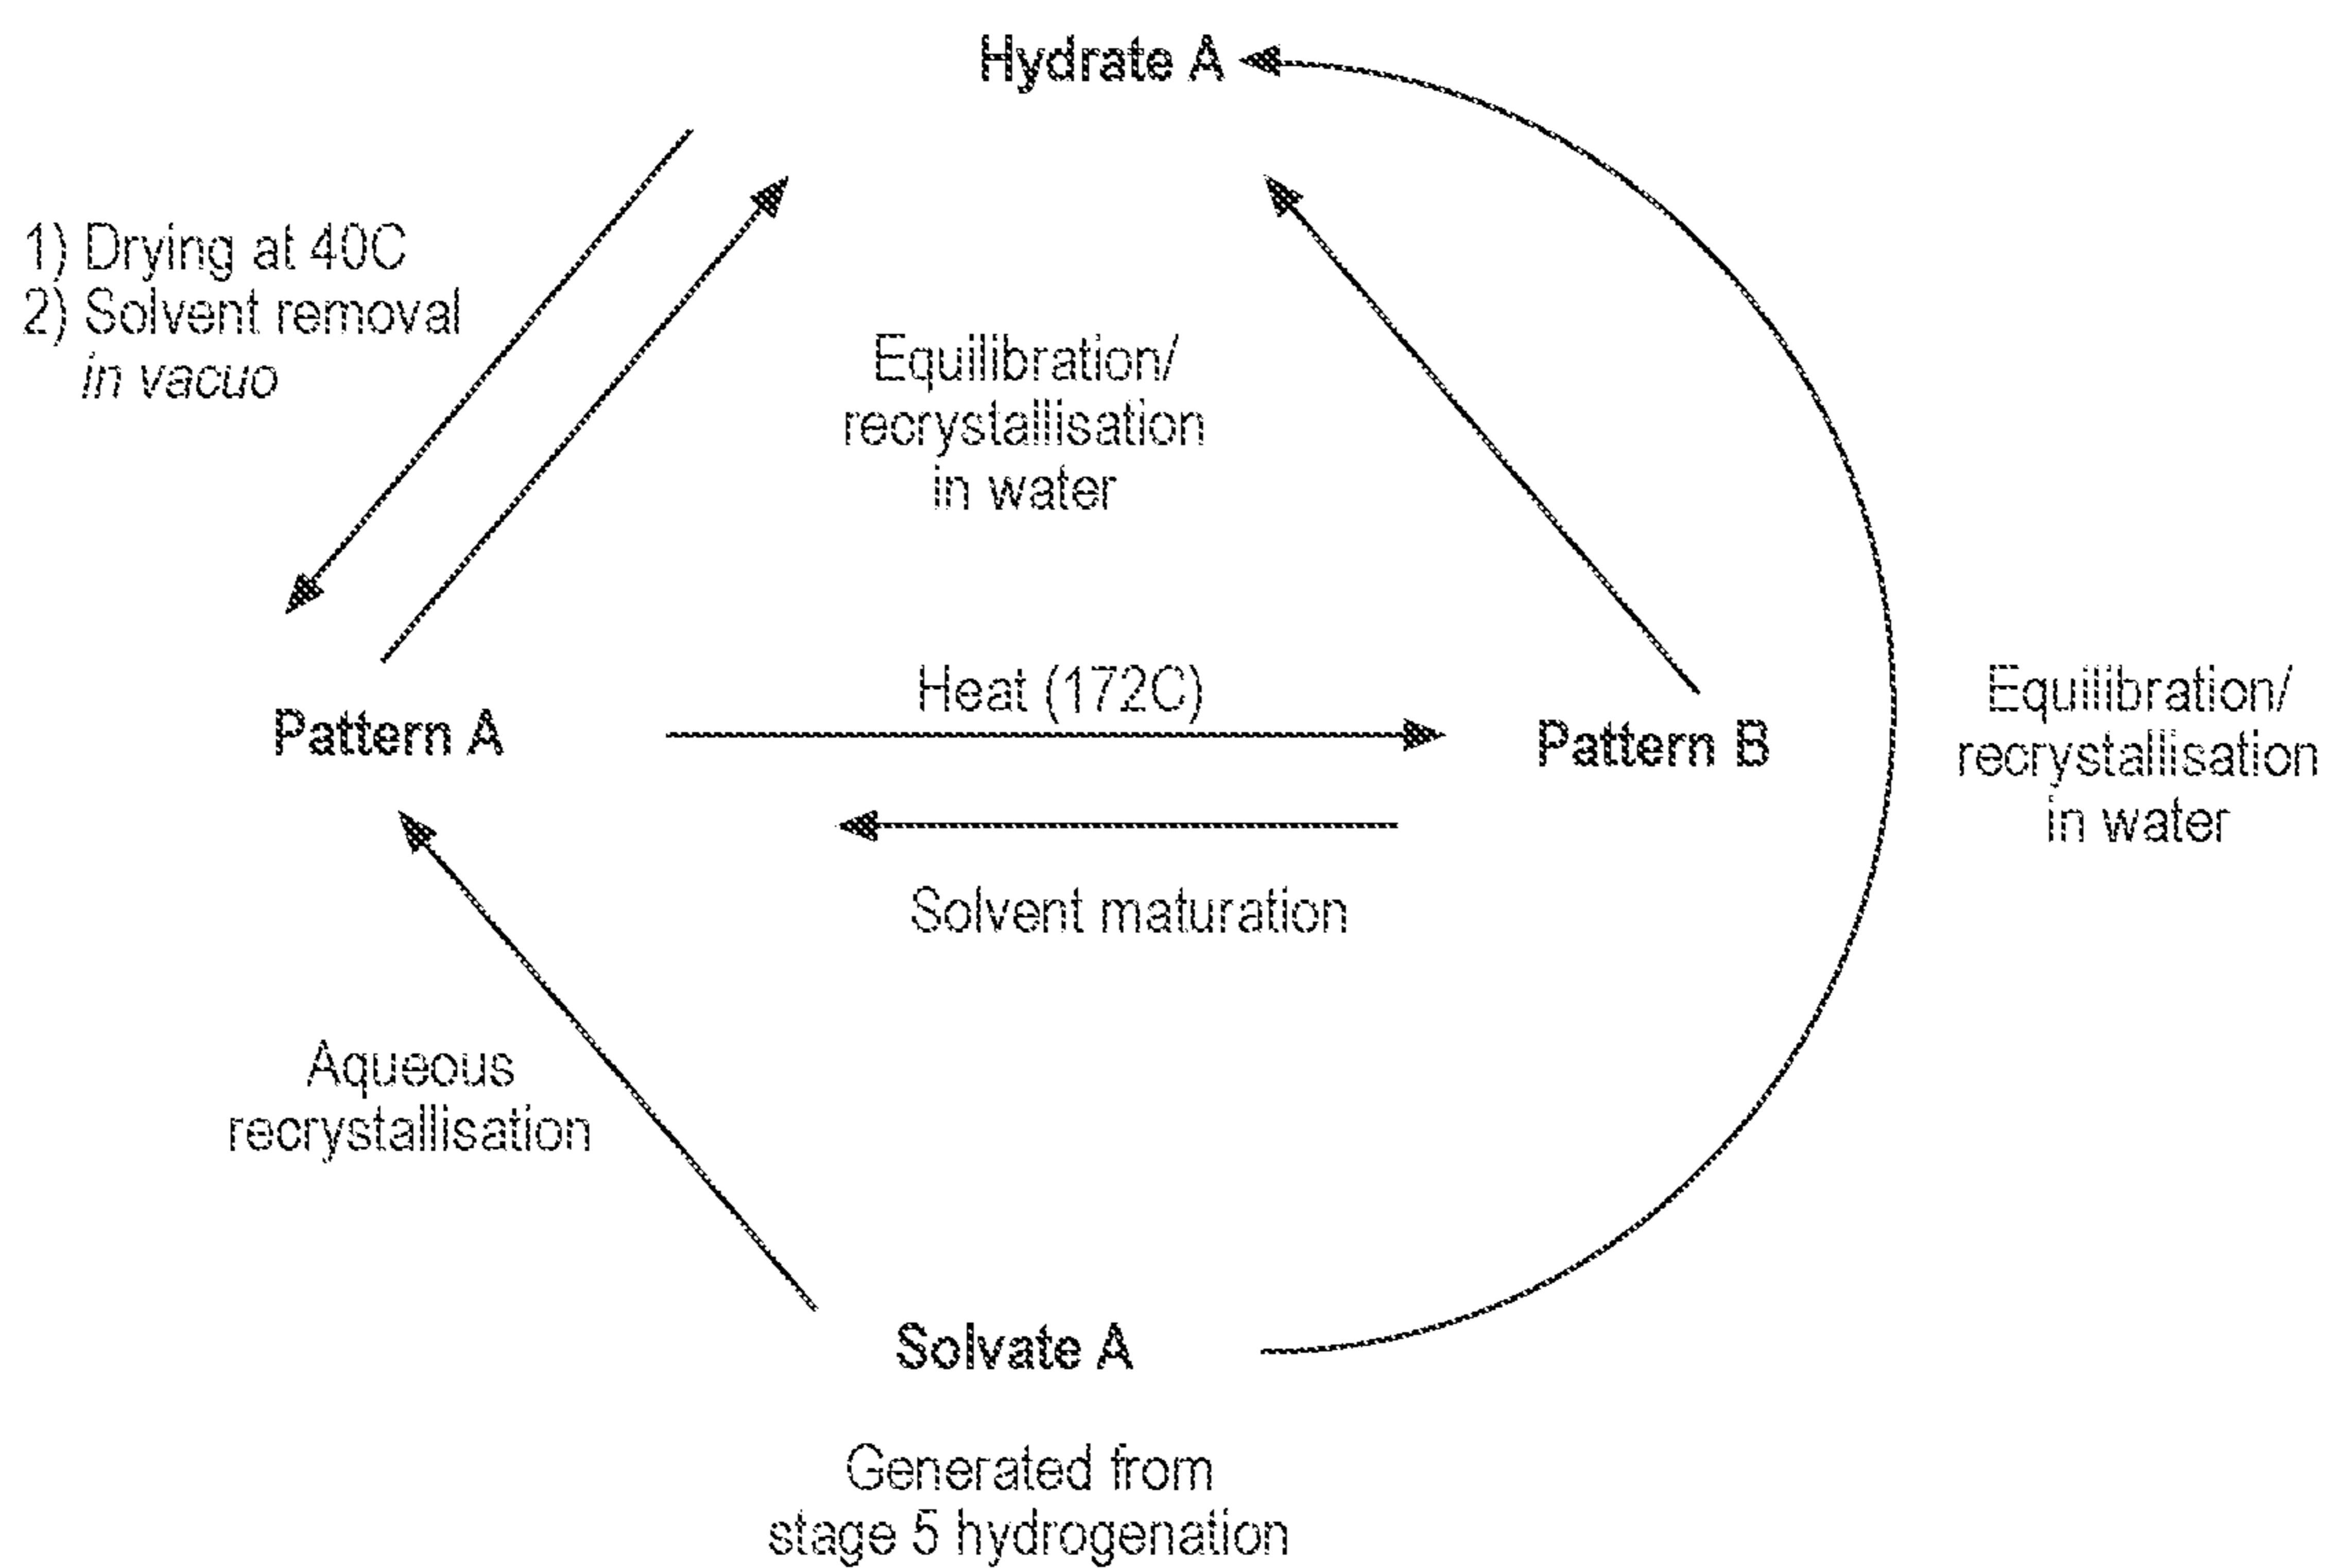 Hydrate A
1) Drying at 40C
2) Solvent removal
in vacuo
Equilibration/
recrystallisation
in water
Heat (172C)
Pattern A
Pattern B
Equilibration/
recrystallisation
in water
Solvent maturation
Aqueous
recrystallisation
Solvate A
Generated from
stage 5 hydrogenation